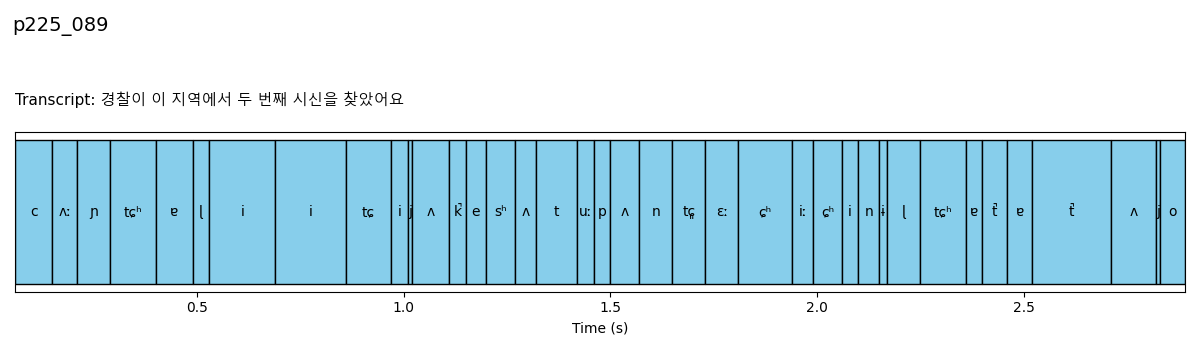 p225_089
Transcript: 경찰이 이 지역에서 두 번째 시신을 찾았어요
c ʌː ɲ tɕʰ ɐ ɭ i i tɕ i j ʌ k̚ e sʰ ʌ t uː p ʌ n tɕ͈ ɛː ɕʰ iː ɕʰ i n ɨ ɭ tɕʰ ɐ t̚ ɐ t̚ ʌ j o
0.5 1.0 1.5 2.0 2.5
Time (s)